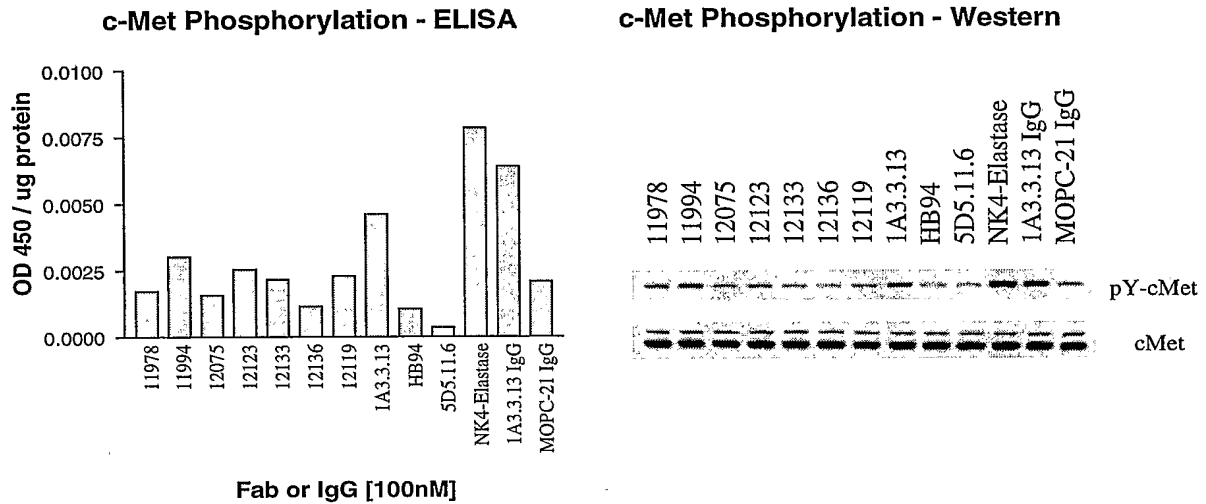 c-Met Phosphorylation - ELISA
c-Met Phosphorylation - Western
OD 450 / ug protein
0.0100
0.0075
0.0050
0.0025
0.0000
11978
11994
12075
12123
12133
12136
12119
1A3.3.13
HB94
5D5.11.6
NK4-Elastase
1A3.3.13 IgG
MOPC-21 IgG
Fab or IgG [100nM]
11978
11994
12075
12123
12133
12136
12119
1A3.3.13
HB94
5D5.11.6
NK4-Elastase
1A3.3.13 IgG
MOPC-21 IgG
pY-cMet
cMet